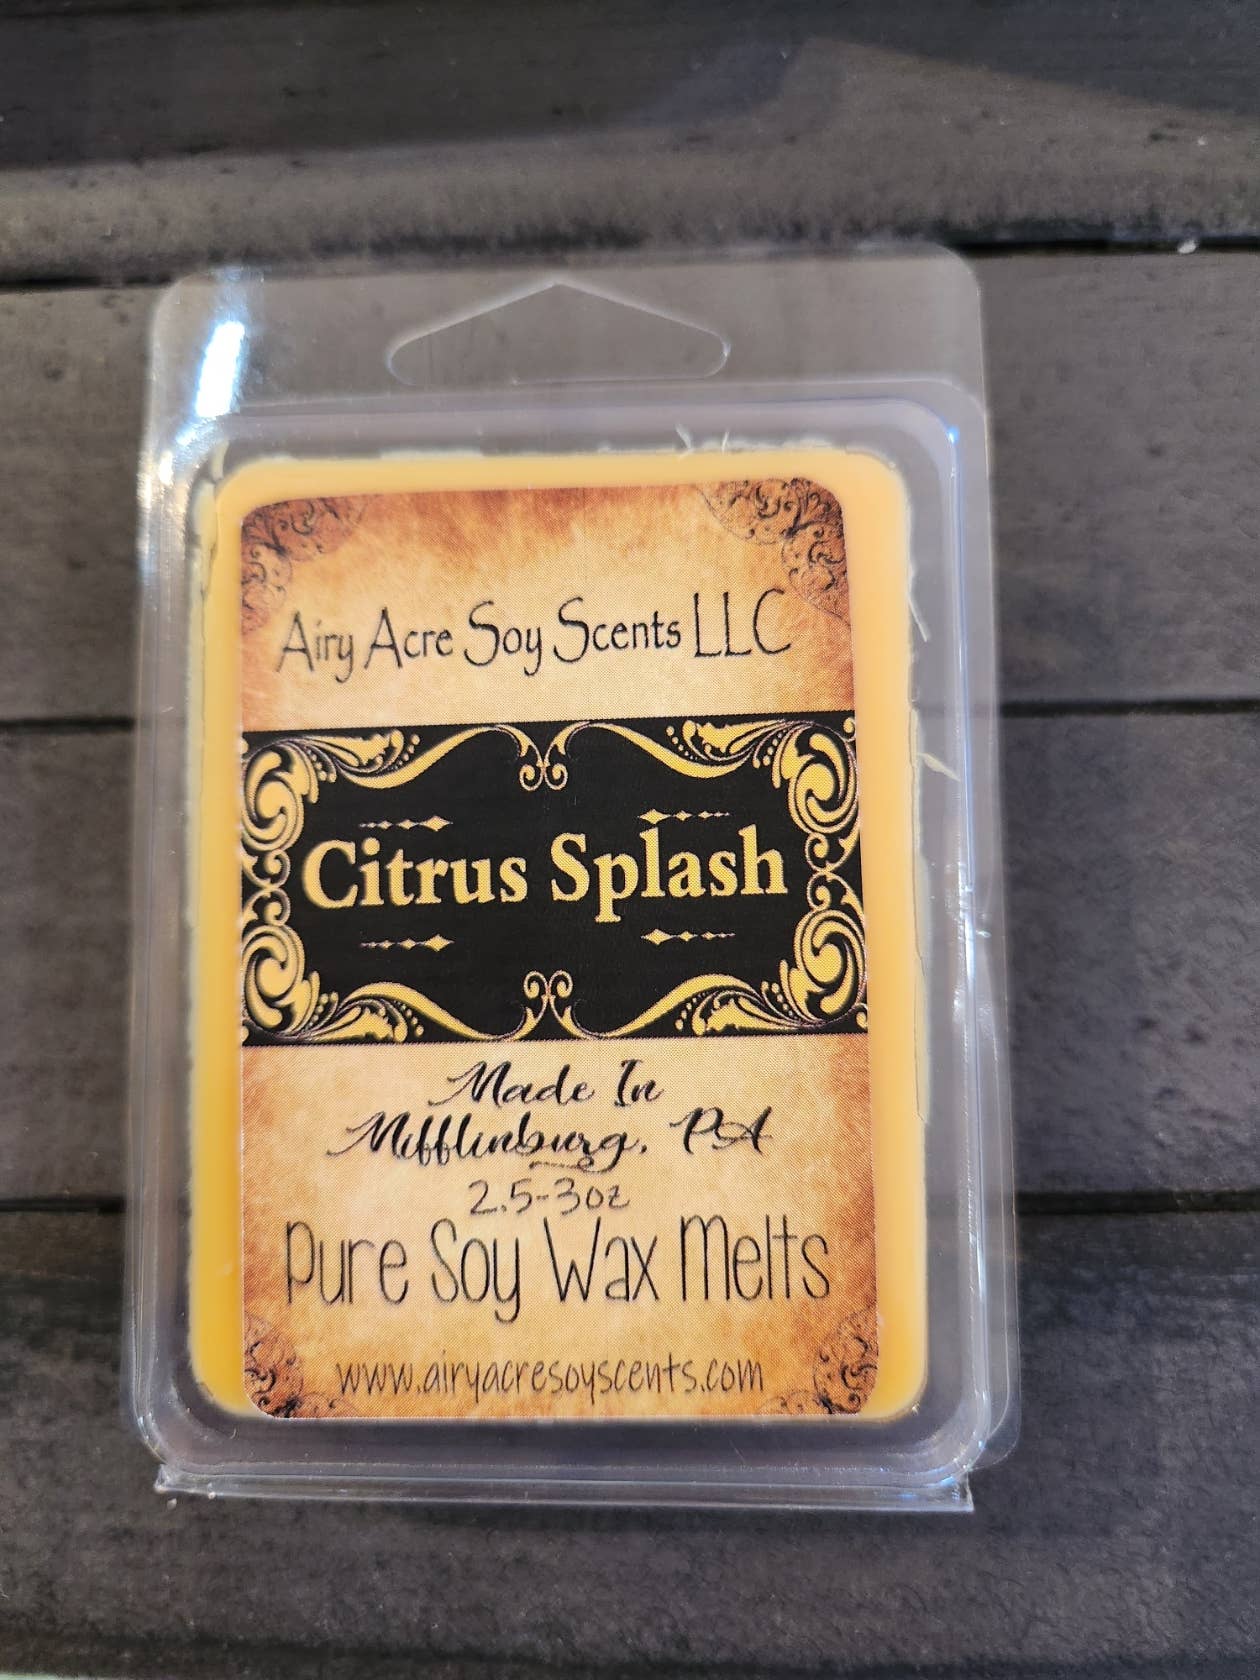 Airy Acre Soy Scents LLC
Citrus Splash
Made In
Mifflinburg, PA
2.5-3oz
Pure Soy Wax Melts
www.airyacresoyscents.com